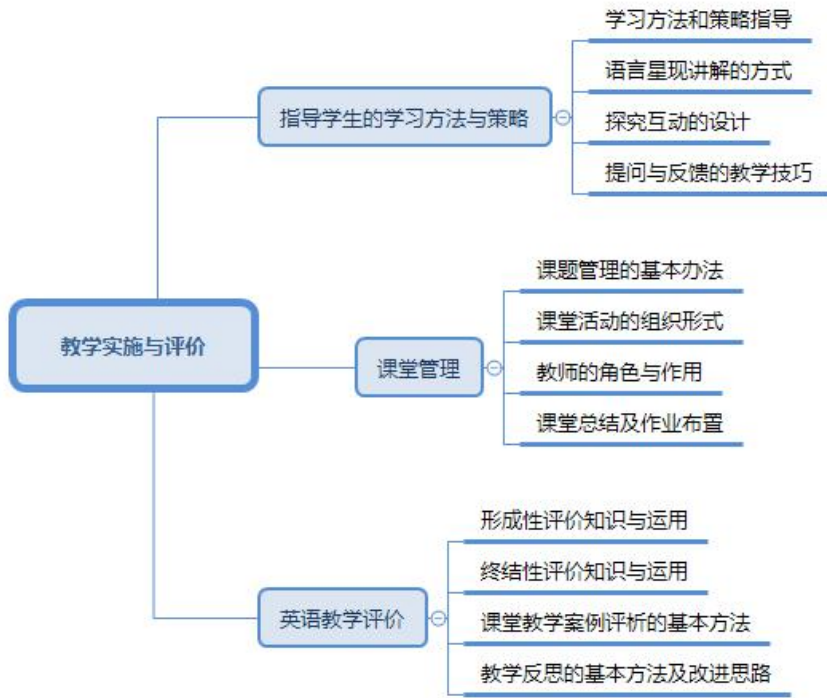 教学实施与评价
指导学生的学习方法与策略
学习方法和策略指导
语言星现讲解的方式
探究互动的设计
提问与反馈的教学技巧
课堂管理
课题管理的基本办法
课堂活动的组织形式
教师的角色与作用
课堂总结及作业布置
英语教学评价
形成性评价知识与运用
终结性评价知识与运用
课堂教学案例评析的基本方法
教学反思的基本方法及改进思路